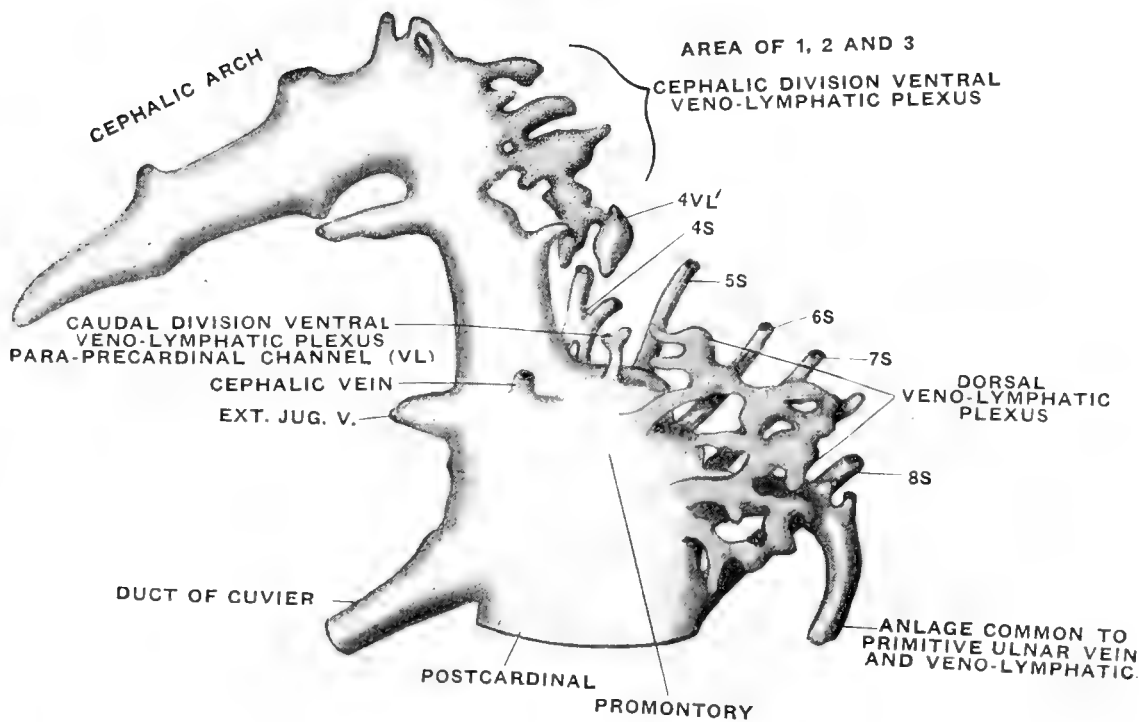 CEPHALIC ARCH
AREA OF 1, 2 AND 3
CEPHALIC DIVISION VENTRAL
VENO-LYMPHATIC PLEXUS
4VL'
4S
5S
6S
7S
CAUDAL DIVISION VENTRAL
VENO-LYMPHATIC PLEXUS
PARA-PRECARDINAL CHANNEL (VL)
CEPHALIC VEIN
EXT. JUG. V.
DORSAL
VENO-LYMPHATIC
PLEXUS
8S
DUCT OF CUVIER
ANLAGE COMMON TO
PRIMITIVE ULNAR VEIN
AND VENO-LYMPHATIC.
POSTCARDINAL
PROMONTORY